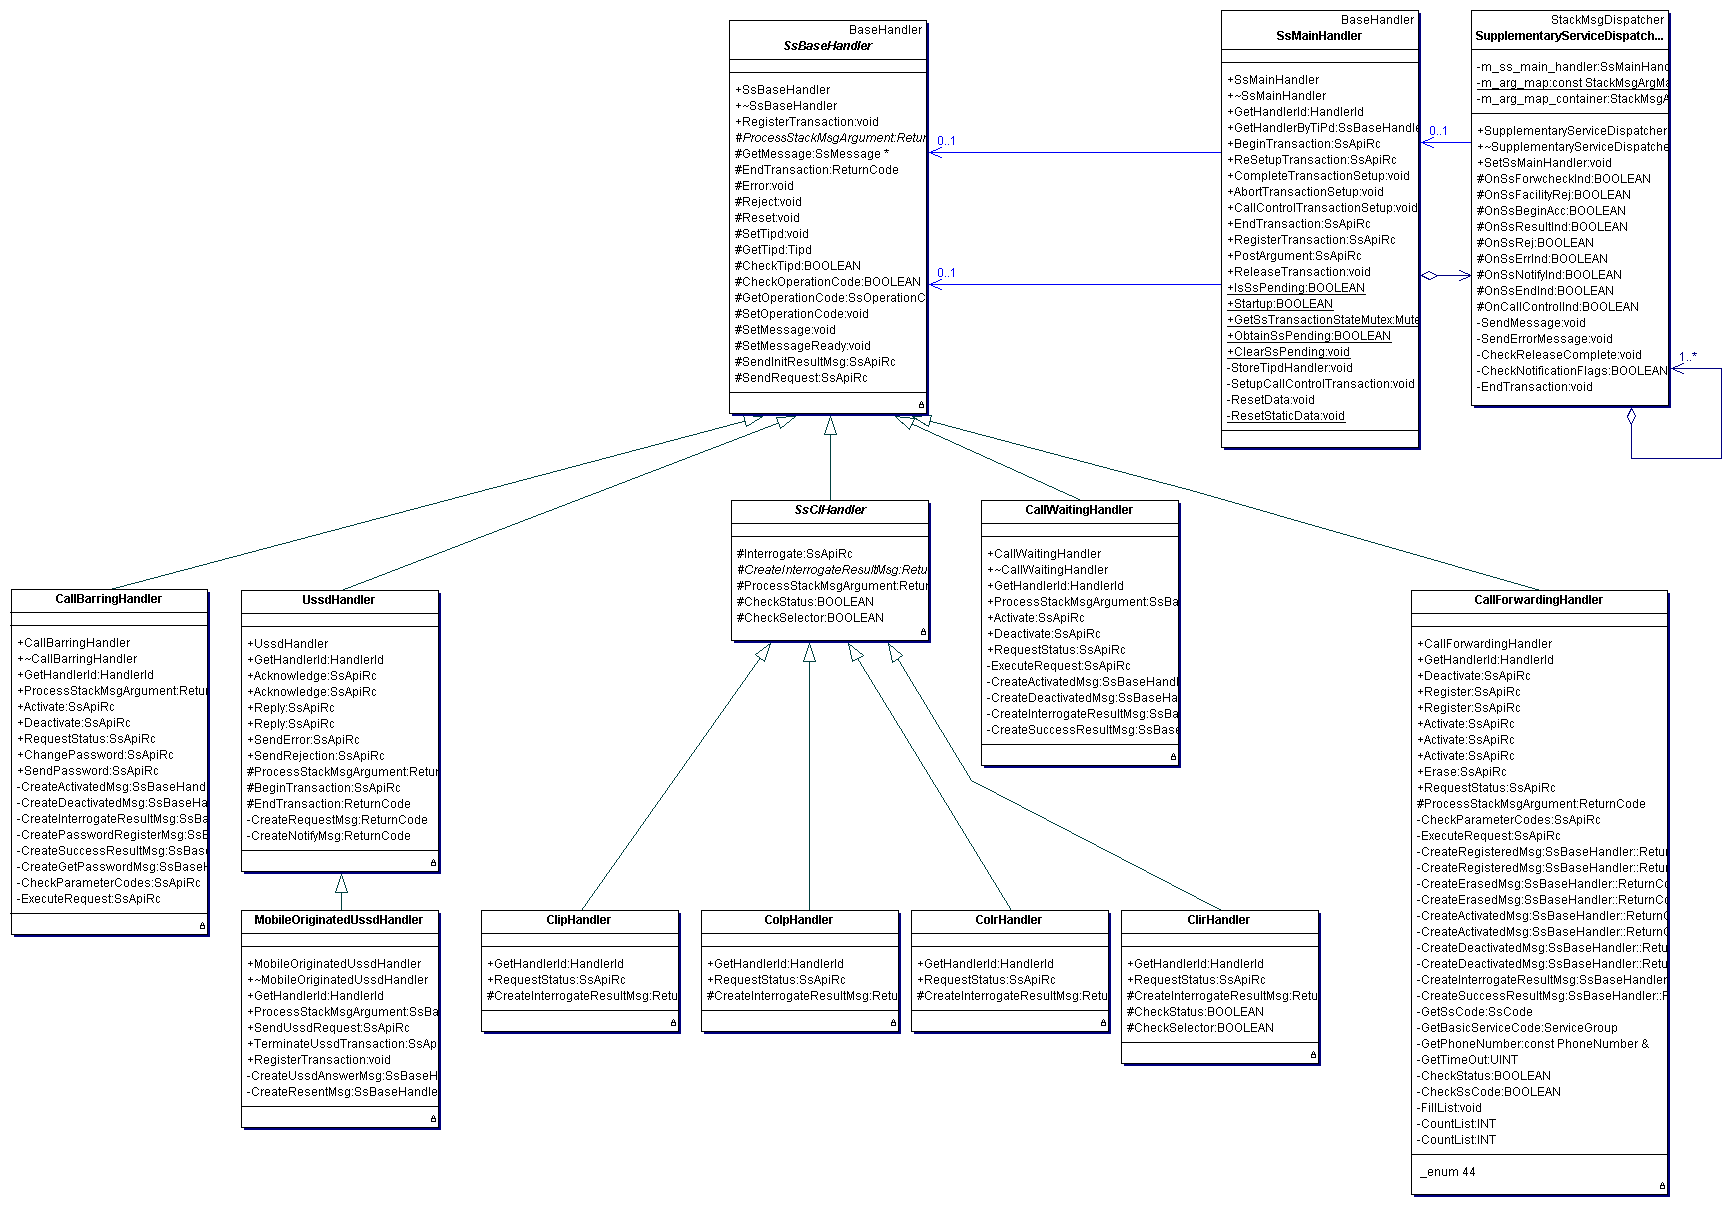 BaseHandler
SsBaseHandler
+SsBaseHandler
+~SsBaseHandler
+RegisterTransaction:void
#ProcessStackMsgArgument:Retur
#GetMessage:SsMessage *
#EndTransaction:ReturnCode
#Error:void
#Reject:void
#Reset:void
#SetTipd:void
#GetTipd:Tipd
#CheckTipd:BOOLEAN
#CheckOperationCode:BOOLEAN
#GetOperationCode:SsOperationC
#SetOperationCode:void
#SetMessage:void
#SetMessageReady:void
#SendInitResultMsg:SsApiRc
#SendRequest:SsApiRc
0..1
0..1
BaseHandler
SsMainHandler
+SsMainHandler
+~SsMainHandler
+GetHandlerId:HandlerId
+GetHandlerByTiPd:SsBaseHandle
+BeginTransaction:SsApiRc
+ReSetupTransaction:SsApiRc
+CompleteTransactionSetup:void
+AbortTransactionSetup:void
+CallControlTransactionSetup:void
+EndTransaction:SsApiRc
+RegisterTransaction:SsApiRc
+PostArgument:SsApiRc
+ReleaseTransaction:void
+IsSsPending:BOOLEAN
+Startup:BOOLEAN
+GetSsTransactionStateMutex:Mute
+ObtainSsPending:BOOLEAN
+ClearSsPending:void
-StoreTipdHandler:void
-SetupCallControlTransaction:void
-ResetData:void
-ResetStaticData:void
0..1
StackMsgDispatcher
SupplementaryServiceDispatch...
-m_ss_main_handler:SsMainHand
-m_arg_map:const StackMsgArgMa
-m_arg_map_container:StackMsgA
+SupplementaryServiceDispatcher
+~SupplementaryServiceDispatche
+SetSsMainHandler:void
#OnSsForwcheckInd:BOOLEAN
#OnSsFacilityRej:BOOLEAN
#OnSsBeginAcc:BOOLEAN
#OnSsResultInd:BOOLEAN
#OnSsRej:BOOLEAN
#OnSsErrInd:BOOLEAN
#OnSsNotifyInd:BOOLEAN
#OnSsEndInd:BOOLEAN
#OnCallControlInd:BOOLEAN
-SendMessage:void
-SendErrorMessage:void
-CheckReleaseComplete:void
-CheckNotificationFlags:BOOLEAN
-EndTransaction:void
1..*
CallBarringHandler
+CallBarringHandler
+~CallBarringHandler
+GetHandlerId:HandlerId
+ProcessStackMsgArgument:Retur
+Activate:SsApiRc
+Deactivate:SsApiRc
+RequestStatus:SsApiRc
+ChangePassword:SsApiRc
+SendPassword:SsApiRc
-CreateActivatedMsg:SsBaseHand
-CreateDeactivatedMsg:SsBaseHa
-CreateInterrogateResultMsg:SsBa
-CreatePasswordRegisterMsg:SsB
-CreateSuccessResultMsg:SsBase
-CreateGetPasswordMsg:SsBaseH
-CheckParameterCodes:SsApiRc
-ExecuteRequest:SsApiRc
UssdHandler
+UssdHandler
+GetHandlerId:HandlerId
+Acknowledge:SsApiRc
+Acknowledge:SsApiRc
+Reply:SsApiRc
+Reply:SsApiRc
+SendError:SsApiRc
+SendRejection:SsApiRc
#ProcessStackMsgArgument:Retur
#BeginTransaction:SsApiRc
#EndTransaction:ReturnCode
-CreateRequestMsg:ReturnCode
-CreateNotifyMsg:ReturnCode
MobileOriginatedUssdHandler
+MobileOriginatedUssdHandler
+~MobileOriginatedUssdHandler
+GetHandlerId:HandlerId
+ProcessStackMsgArgument:SsBa
+SendUssdRequest:SsApiRc
+TerminateUssdTransaction:SsAp
+RegisterTransaction:void
-CreateUssdAnswerMsg:SsBaseH
-CreateResentMsg:SsBaseHandle
SsCIHandler
#Interrogate:SsApiRc
#CreateInterrogateResultMsg:Retu
#ProcessStackMsgArgument:Retur
#CheckStatus:BOOLEAN
#CheckSelector:BOOLEAN
CallWaitingHandler
+CallWaitingHandler
+~CallWaitingHandler
+GetHandlerId:HandlerId
+ProcessStackMsgArgument:SsBa
+Activate:SsApiRc
+Deactivate:SsApiRc
+RequestStatus:SsApiRc
-ExecuteRequest:SsApiRc
-CreateActivatedMsg:SsBaseHandl
-CreateDeactivatedMsg:SsBaseHa
-CreateInterrogateResultMsg:SsBa
-CreateSuccessResultMsg:SsBase
ClipHandler
+GetHandlerId:HandlerId
+RequestStatus:SsApiRc
#CreateInterrogateResultMsg:Retu
ColpHandler
+GetHandlerId:HandlerId
+RequestStatus:SsApiRc
#CreateInterrogateResultMsg:Retu
ColrHandler
+GetHandlerId:HandlerId
+RequestStatus:SsApiRc
#CreateInterrogateResultMsg:Retu
ClirHandler
+GetHandlerId:HandlerId
+RequestStatus:SsApiRc
#CreateInterrogateResultMsg:Retu
#CheckStatus:BOOLEAN
#CheckSelector:BOOLEAN
CallForwardingHandler
+CallForwardingHandler
+GetHandlerId:HandlerId
+Deactivate:SsApiRc
+Register:SsApiRc
+Register:SsApiRc
+Activate:SsApiRc
+Activate:SsApiRc
+Activate:SsApiRc
+Erase:SsApiRc
+RequestStatus:SsApiRc
#ProcessStackMsgArgument:ReturnCode
-CheckParameterCodes:SsApiRc
-ExecuteRequest:SsApiRc
-CreateRegisteredMsg:SsBaseHandler::Retur
-CreateRegisteredMsg:SsBaseHandler::Retur
-CreateErasedMsg:SsBaseHandler::ReturnCo
-CreateErasedMsg:SsBaseHandler::ReturnCo
-CreateActivatedMsg:SsBaseHandler::ReturnC
-CreateActivatedMsg:SsBaseHandler::ReturnC
-CreateDeactivatedMsg:SsBaseHandler::Retu
-CreateDeactivatedMsg:SsBaseHandler::Retu
-CreateInterrogateResultMsg:SsBaseHandler
-CreateSuccessResultMsg:SsBaseHandler::F
-GetSsCode:SsCode
-GetBasicServiceCode:ServiceGroup
-GetPhoneNumber:const PhoneNumber &
-GetTimeOut:UINT
-CheckStatus:BOOLEAN
-CheckSsCode:BOOLEAN
-FillList:void
-CountList:INT
-CountList:INT
_enum 44